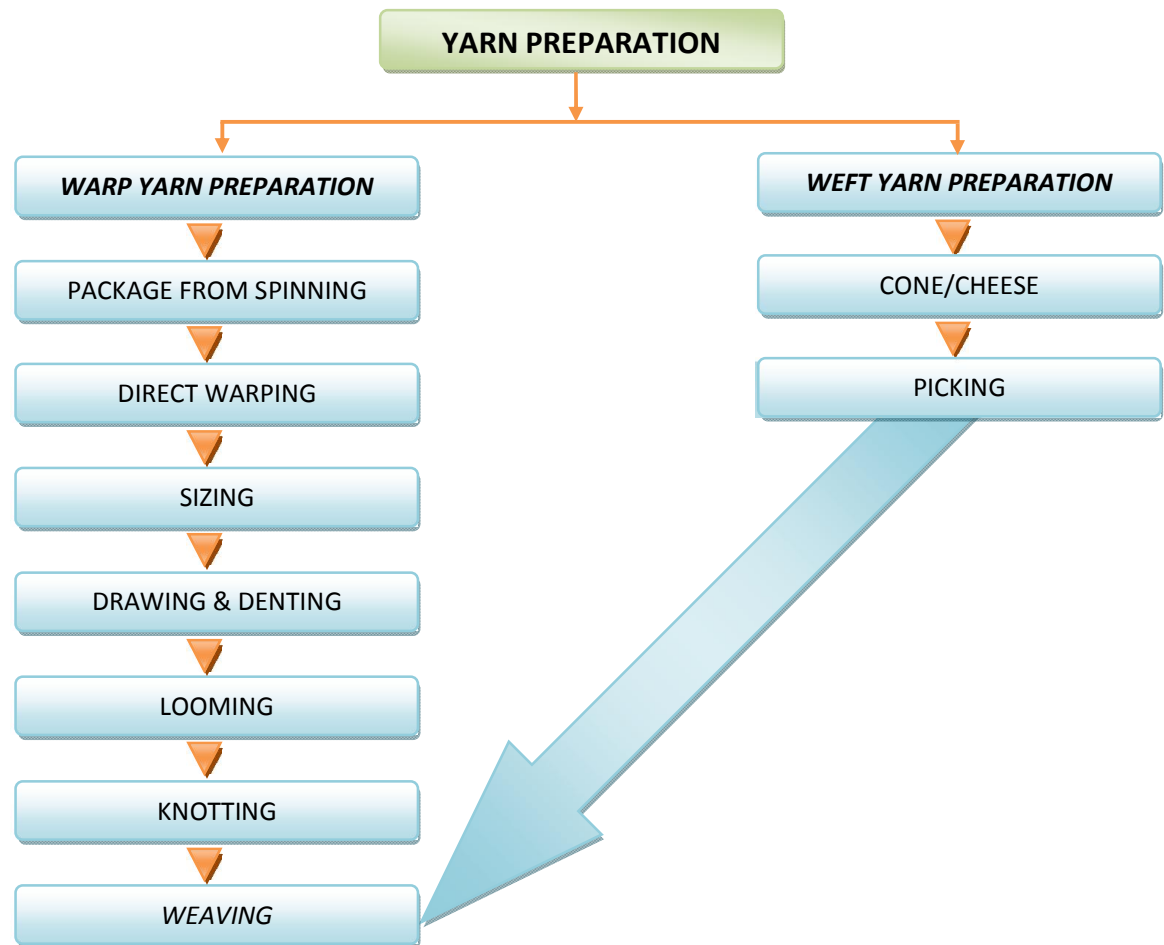 YARN PREPARATION
WARP YARN PREPARATION
PACKAGE FROM SPINNING
DIRECT WARPING
SIZING
DRAWING & DENTING
LOOMING
KNOTTING
WEAVING
WEFT YARN PREPARATION
CONE/CHEESE
PICKING